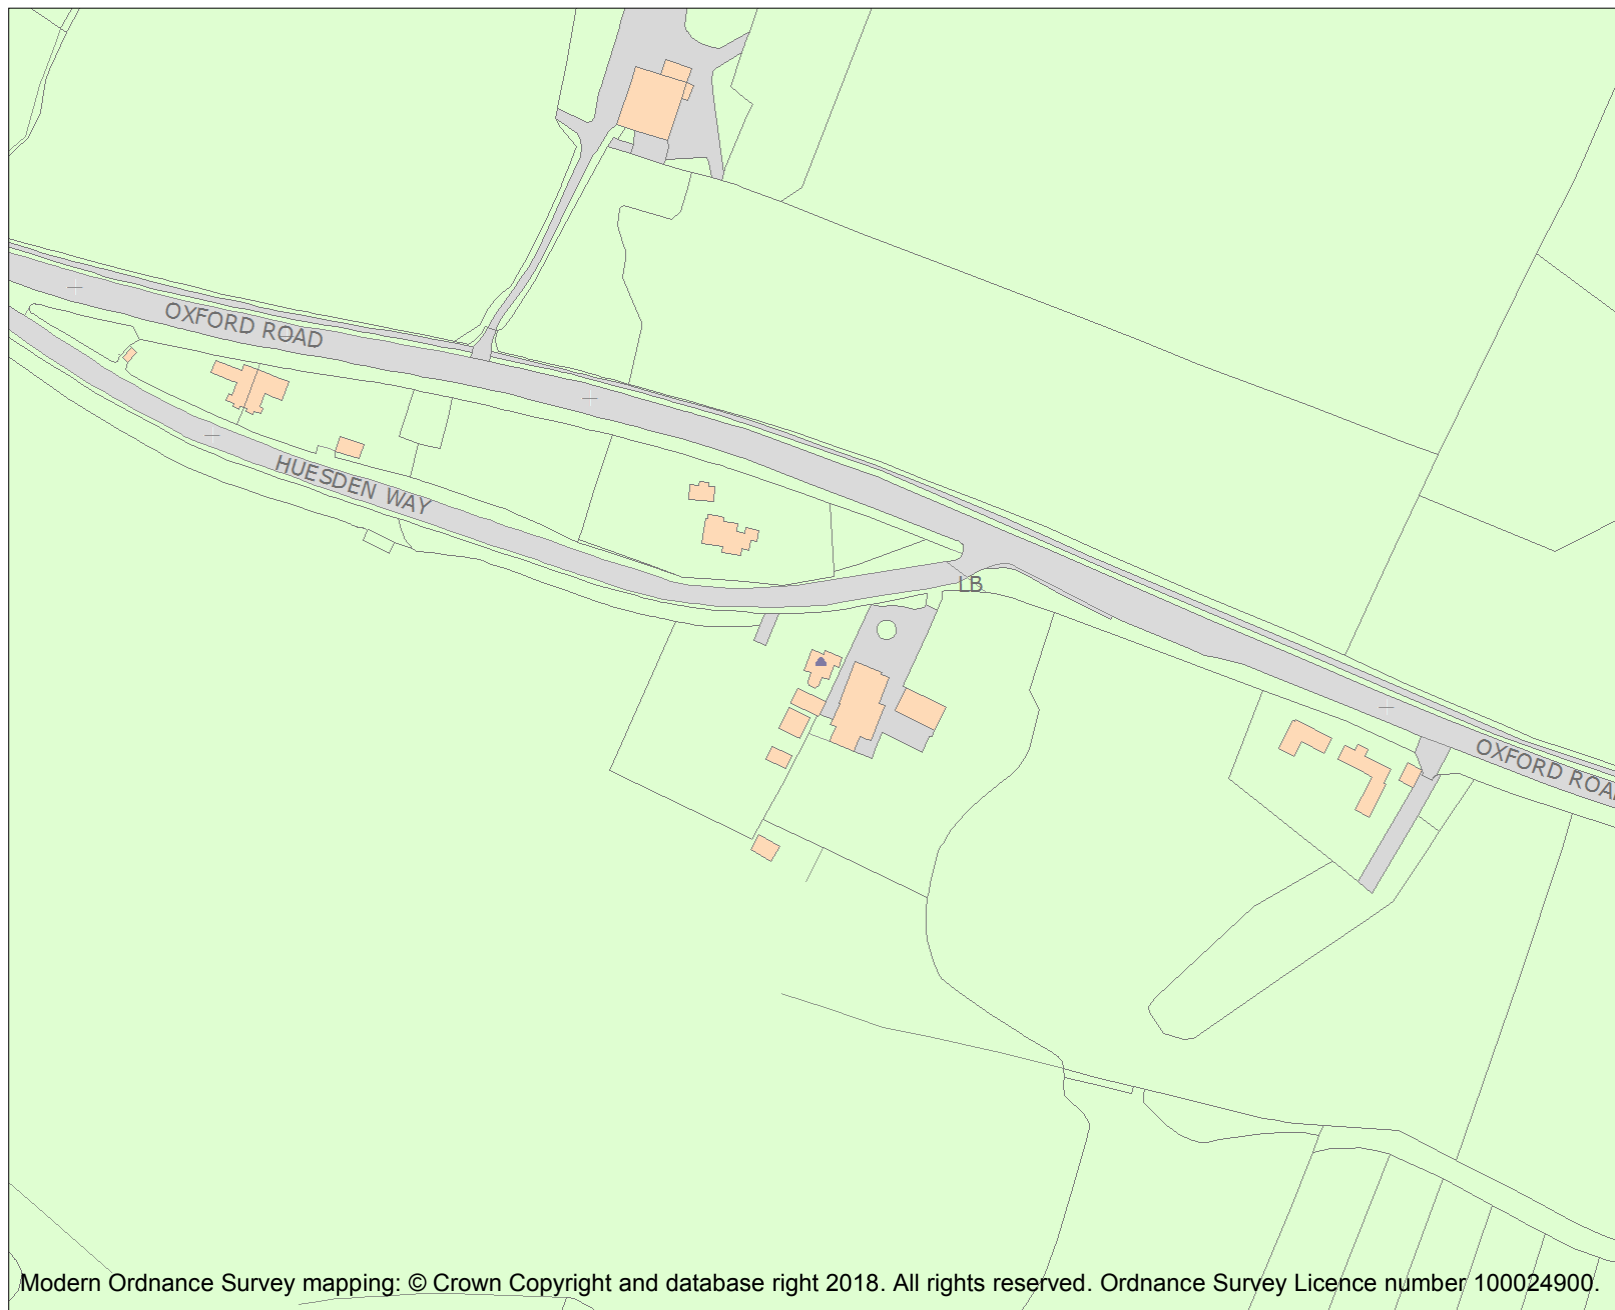 OXFORD ROAD
HUESDEN WAY
LB
OXFORD ROA
Modern Ordnance Survey mapping: © Crown Copyright and database right 2018. All rights reserved. Ordnance Survey Licence number 100024900.